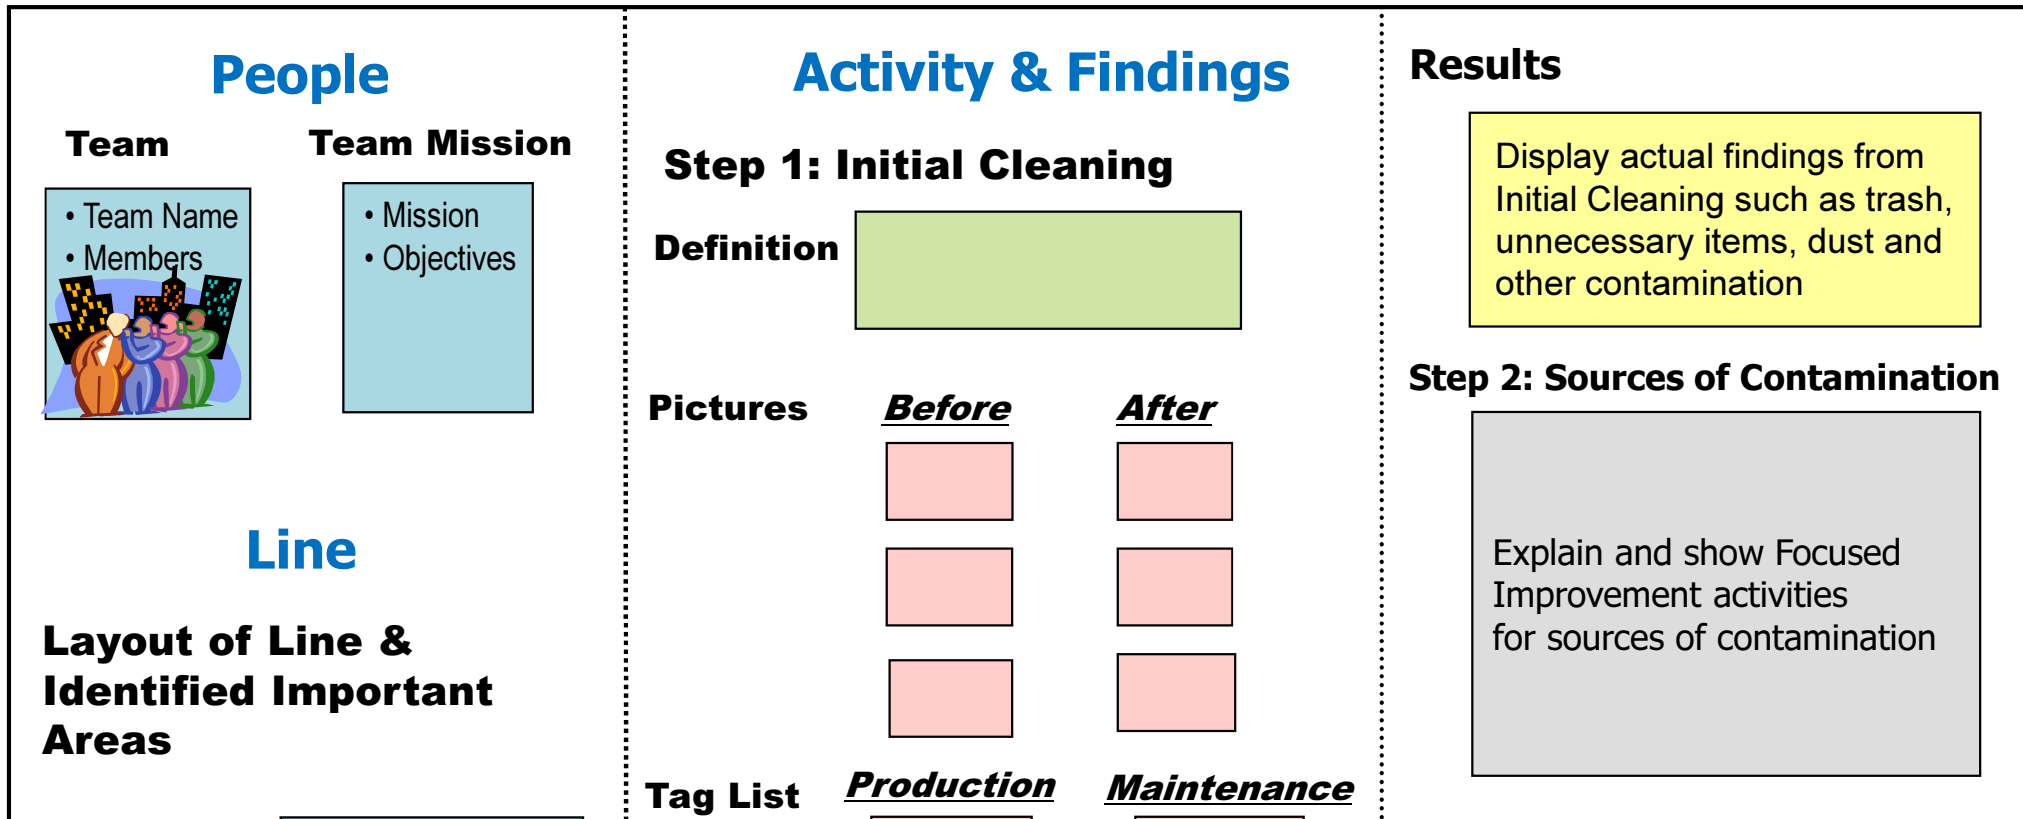 People
Team
Team Mission
• Team Name
• Members
• Mission
• Objectives
Line
Layout of Line &
Identified Important
Areas
Activity & Findings
Step 1: Initial Cleaning
Definition
Pictures
Before
After
Tag List
Production
Maintenance
Results
Display actual findings from
Initial Cleaning such as trash,
unnecessary items, dust and
other contamination
Step 2: Sources of Contamination
Explain and show Focused
Improvement activities
for sources of contamination